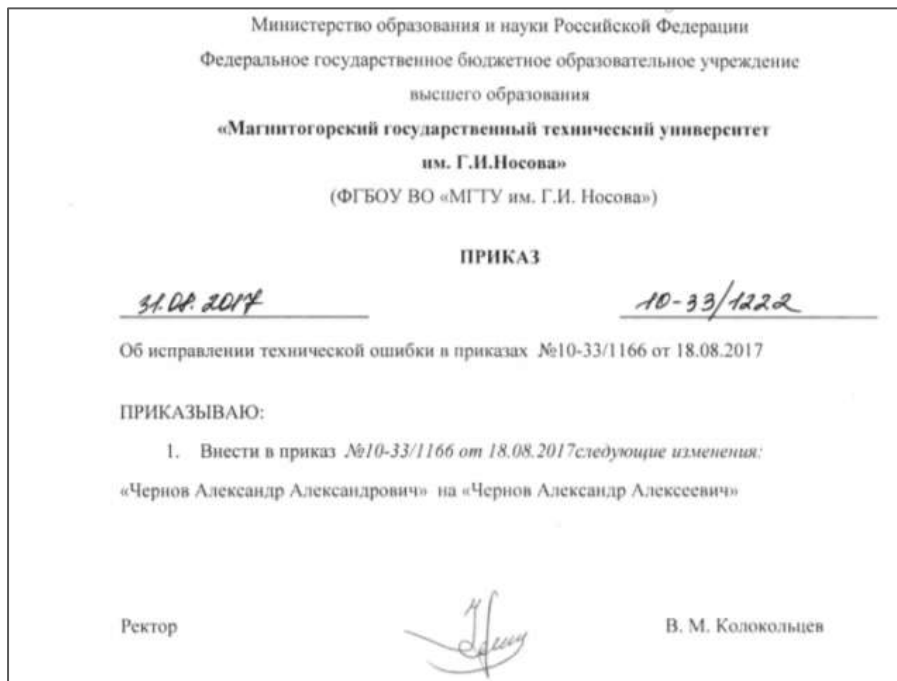 Министерство образования и науки Российской Федерации
Федеральное государственное бюджетное образовательное учреждение
высшего образования
«Магнитогорский государственный технический университет
им. Г.И.Носова»
(ФГБОУ ВО «МГТУ им. Г.И. Носова»)
ПРИКАЗ
31.08.2017 10-33/1222
Об исправлении технической ошибки в приказах №10-33/1166 от 18.08.2017
ПРИКАЗЫВАЮ:
1. Внести в приказ №10-33/1166 от 18.08.2017следующие изменения:
«Чернов Александр Александрович» на «Чернов Александр Алексеевич»
Ректор В. М. Колокольцев